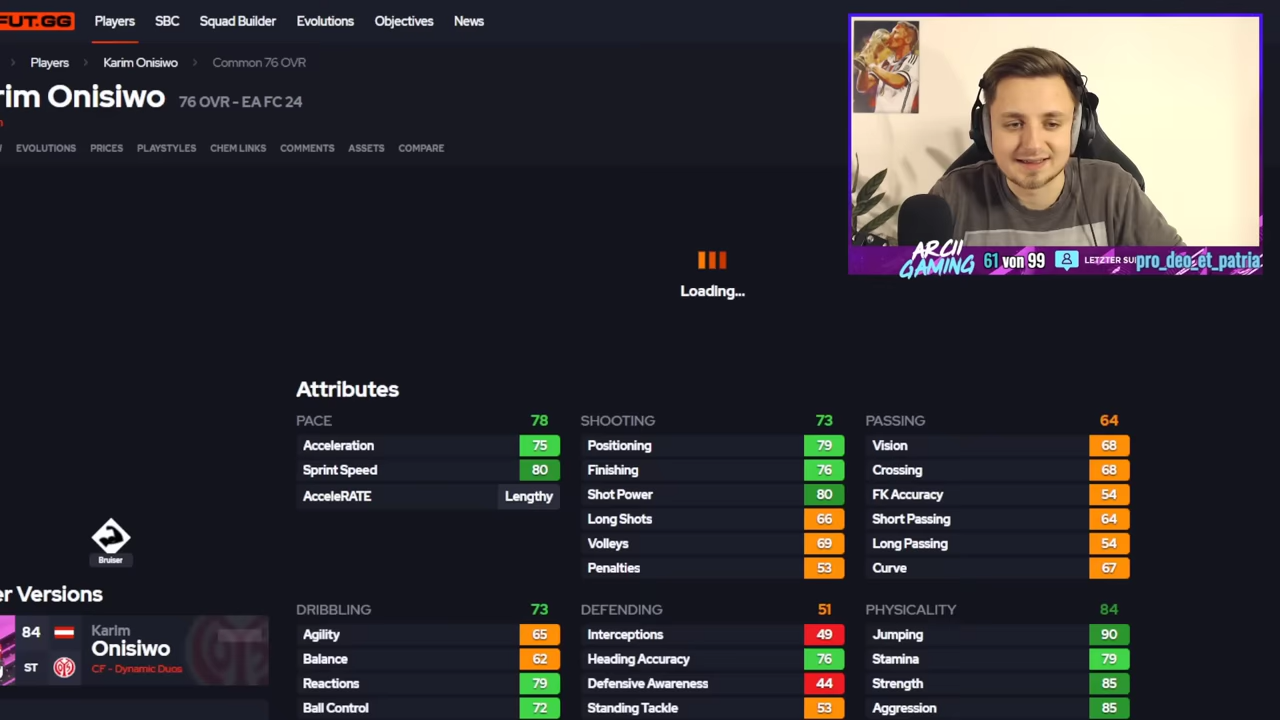 FUT.GG Players SBC Squad Builder Evolutions Objectives News
Players Karim Onisiwo Common 76 OVR
rim Onisiwo 76 OVR - EA FC 24
EVOLUTIONS PRICES PLAYSTYLES CHEM LINKS COMMENTS ASSETS COMPARE
ARCII
GAMING
61 von 99
LETZTER SU
pro_deo_et_patria
Loading...
Attributes
PACE 78
Acceleration 75
Sprint Speed 80
AcceleRATE Lengthy
SHOOTING 73
Positioning 79
Finishing 76
Shot Power 80
Long Shots 66
Volleys 69
Penalties 53
PASSING 64
Vision 68
Crossing 68
FK Accuracy 54
Short Passing 64
Long Passing 54
Curve 67
Bruiser
er Versions
84
ST
Karim
Onisiwo
CF - Dynamic Duos
DRIBBLING 73
Agility 65
Balance 62
Reactions 79
Ball Control 72
DEFENDING 51
Interceptions 49
Heading Accuracy 76
Defensive Awareness 44
Standing Tackle 53
PHYSICALITY 84
Jumping 90
Stamina 79
Strength 85
Aggression 85